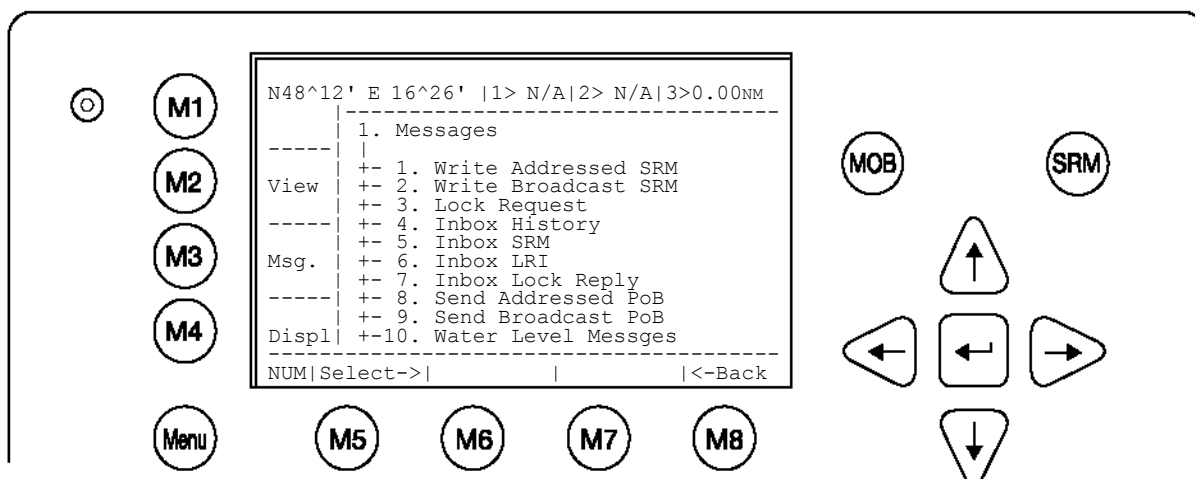 N48^12' E 16^26' |1> N/A|2> N/A|3>0.00NM
1. Messages
+- 1. Write Addressed SRM
+- 2. Write Broadcast SRM
+- 3. Lock Request
+- 4. Inbox History
+- 5. Inbox SRM
+- 6. Inbox LRI
+- 7. Inbox Lock Reply
+- 8. Send Addressed PoB
+- 9. Send Broadcast PoB
+-10. Water Level Messges
View
Msg.
Displ
NUM|Select->| | |<-Back
M1
M2
M3
M4
Menu
M5
M6
M7
M8
MOB
SRM